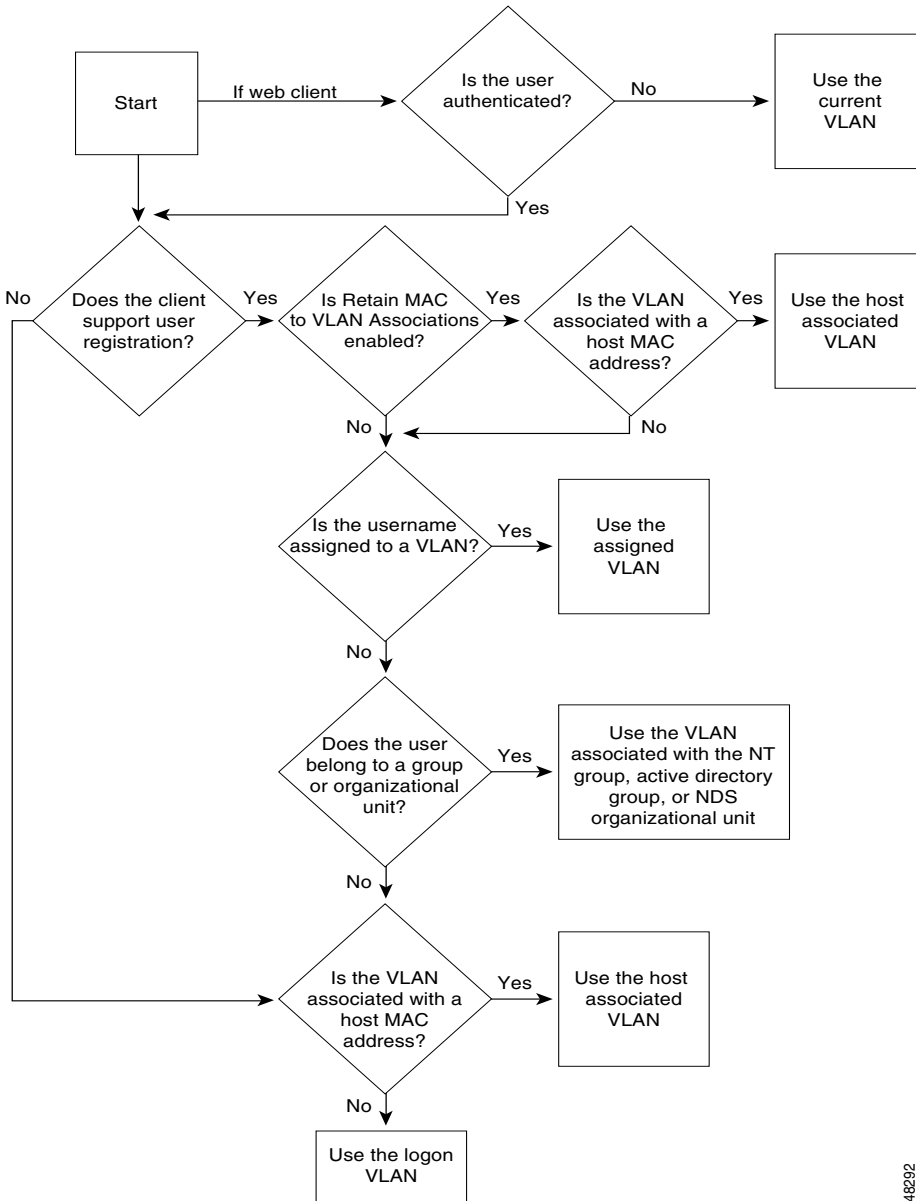 Start
If web client
Is the user
authenticated?
No
Use the
current
VLAN
Yes
No
Does the client
support user
registration?
Yes
Is Retain MAC
to VLAN Associations
enabled?
Yes
Is the VLAN
associated with a
host MAC
address?
Yes
Use the host
associated
VLAN
No
No
Is the username
assigned to a VLAN?
Yes
Use the
assigned
VLAN
No
Does the user
belong to a group
or organizational
unit?
Yes
Use the VLAN
associated with the NT
group, active directory
group, or NDS
organizational unit
No
Is the VLAN
associated with a
host MAC
address?
Yes
Use the host
associated
VLAN
No
Use the logon
VLAN
48292